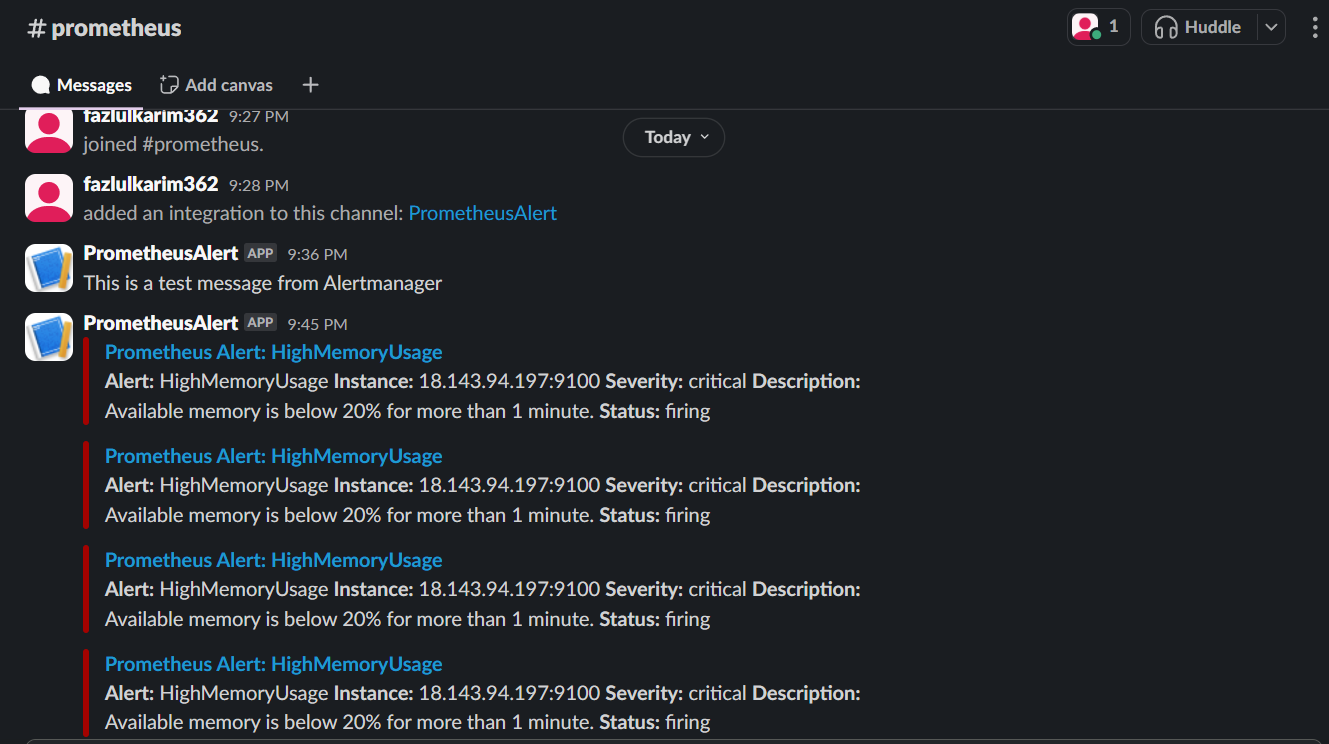 # prometheus
1
Huddle
Messages
Add canvas
fazlulkarim362 9:27 PM
joined #prometheus.
Today
fazlulkarim362 9:28 PM
added an integration to this channel: PrometheusAlert
PrometheusAlert APP 9:36 PM
This is a test message from Alertmanager
PrometheusAlert APP 9:45 PM
Prometheus Alert: HighMemoryUsage
Alert: HighMemoryUsage Instance: 18.143.94.197:9100 Severity: critical Description:
Available memory is below 20% for more than 1 minute. Status: firing
Prometheus Alert: HighMemoryUsage
Alert: HighMemoryUsage Instance: 18.143.94.197:9100 Severity: critical Description:
Available memory is below 20% for more than 1 minute. Status: firing
Prometheus Alert: HighMemoryUsage
Alert: HighMemoryUsage Instance: 18.143.94.197:9100 Severity: critical Description:
Available memory is below 20% for more than 1 minute. Status: firing
Prometheus Alert: HighMemoryUsage
Alert: HighMemoryUsage Instance: 18.143.94.197:9100 Severity: critical Description:
Available memory is below 20% for more than 1 minute. Status: firing